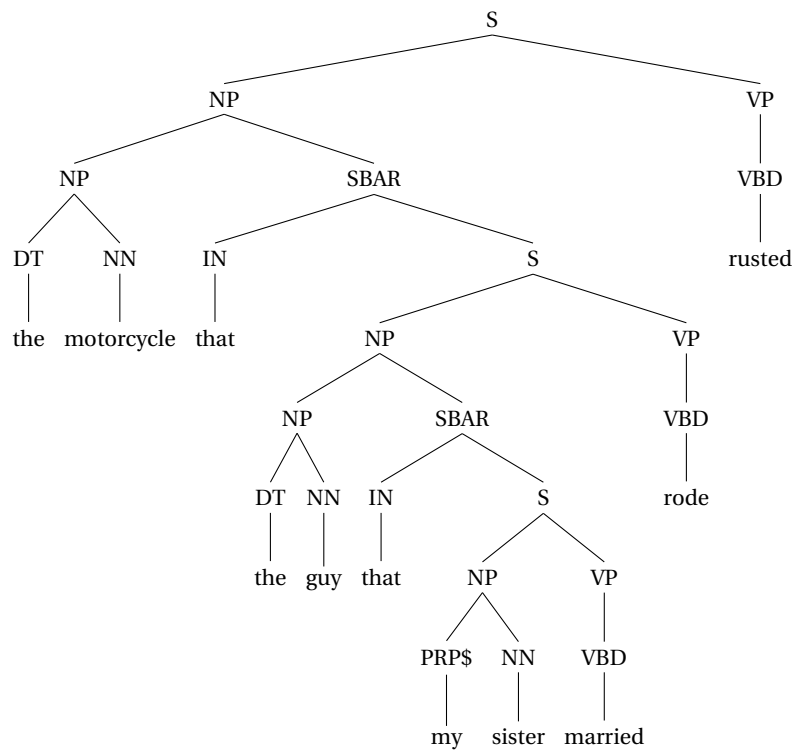 S
NP VP
NP SBAR VBD
DT NN IN S rusted
the motorcycle that NP VP
NP SBAR VBD
DT NN IN S rode
the guy that NP VP
PRP$ NN VBD
my sister married